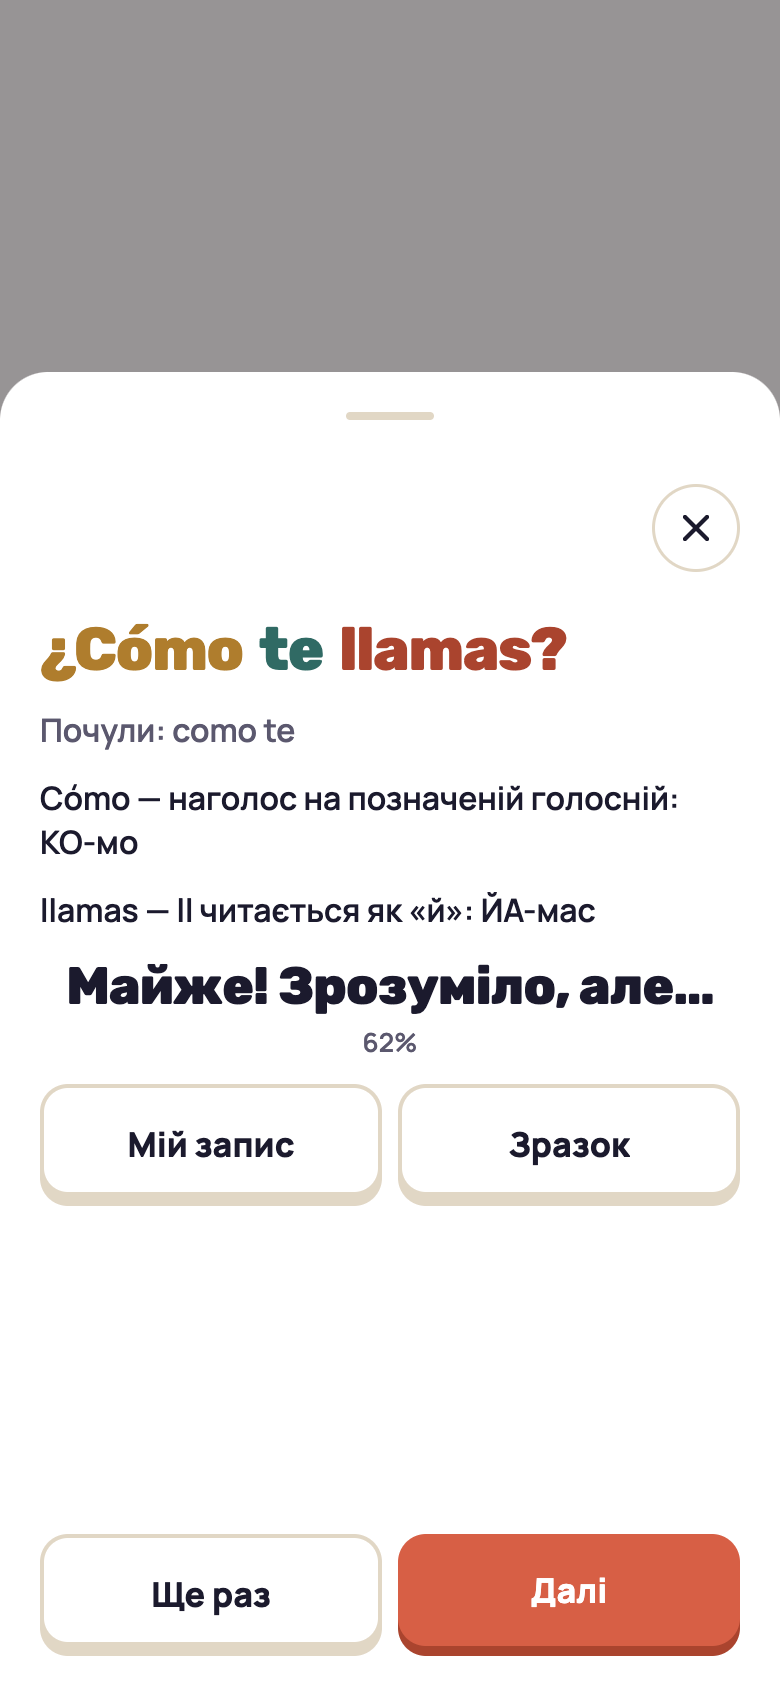 ¿Cómo te llamas?
Почули: como te
Cómo — наголос на позначеній голосній:
КО-мо
llamas — ll читається як «й»: ЙА-мас
Майже! Зрозуміло, але...
62%
Мій запис
Зразок
Ще раз
Далі